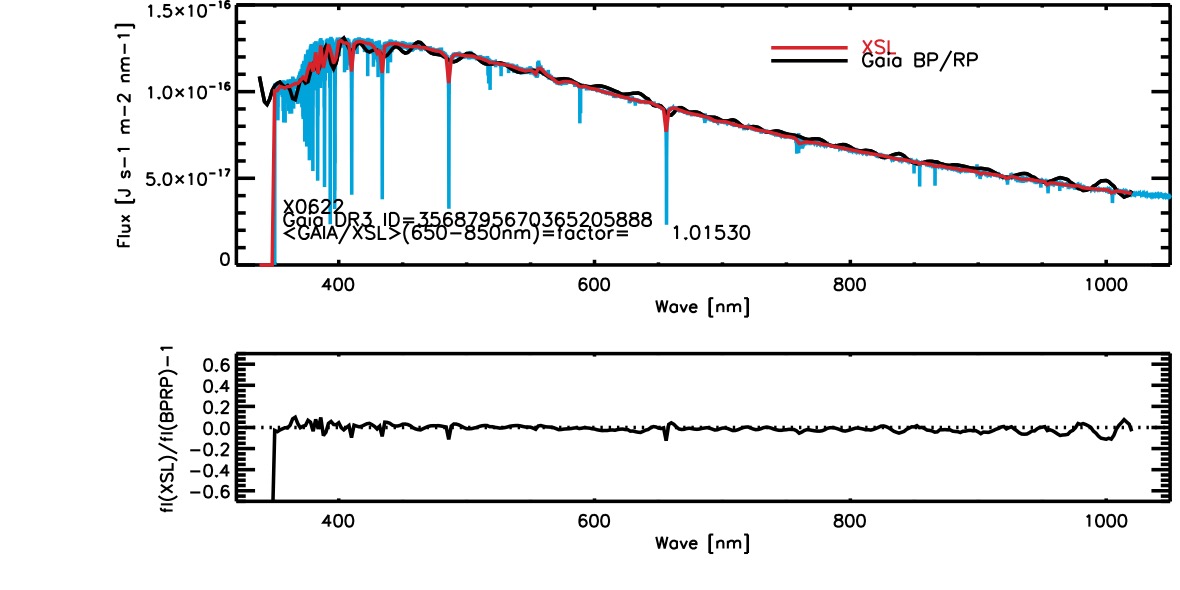 1.5×10−16
1.0×10−16
5.0×10−17
0
Flux [J s−1 m−2 nm−1]
XSL
Gaia BP/RP
X0622
Gaia DR3 ID=3568795670365205888
<GAIA/XSL>(650−850nm)=factor= 1.01530
400 600 800 1000
Wave [nm]
fl(XSL)/fl(BPRP)−1
0.6
0.4
0.2
0.0
−0.2
−0.4
−0.6
400 600 800 1000
Wave [nm]